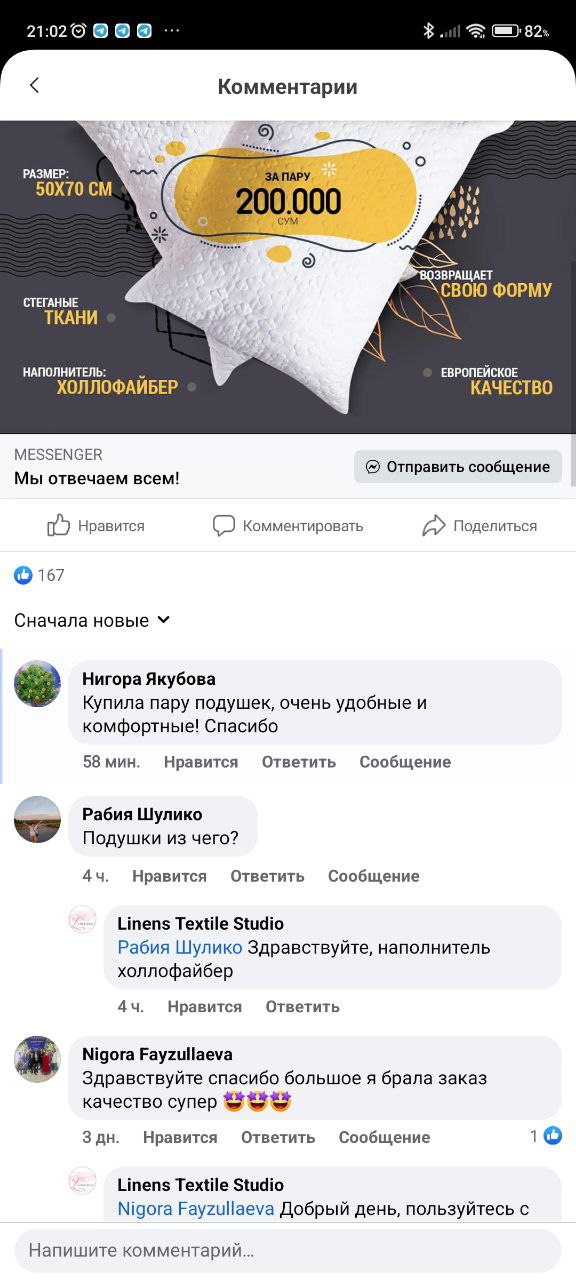 21:02
82%
Комментарии
РАЗМЕР:
50X70 СМ
ЗА ПАРУ
200.000
СУМ
ВОЗВРАЩАЕТ
СВОЮ ФОРМУ
СТЕГАНЫЕ
ТКАНИ
НАПОЛНИТЕЛЬ:
ХОЛЛОФАЙБЕР
ЕВРОПЕЙСКОЕ
КАЧЕСТВО
MESSENGER
Мы отвечаем всем!
Отправить сообщение
Нравится Комментировать Поделиться
167
Сначала новые
Нигора Якубова
Купила пару подушек, очень удобные и
комфортные! Спасибо
58 мин. Нравится Ответить Сообщение
Рабия Шулико
Подушки из чего?
4 ч. Нравится Ответить Сообщение
Linens Textile Studio
Рабия Шулико Здравствуйте, наполнитель
холлофайбер
4 ч. Нравится Ответить
Nigora Fayzullaeva
Здравствуйте спасибо большое я брала заказ
качество супер 🤩🤩🤩
3 дн. Нравится Ответить Сообщение 1
Linens Textile Studio
Nigora Fayzullaeva Добрый день, пользуйтесь с
Напишите комментарий...